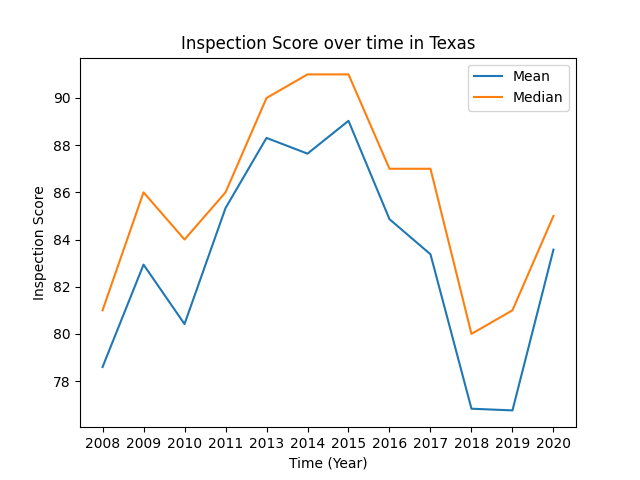 Inspection Score over time in Texas
Mean
Median
90
88
86
84
82
80
78
Inspection Score
2008 2009 2010 2011 2013 2014 2015 2016 2017 2018 2019 2020
Time (Year)